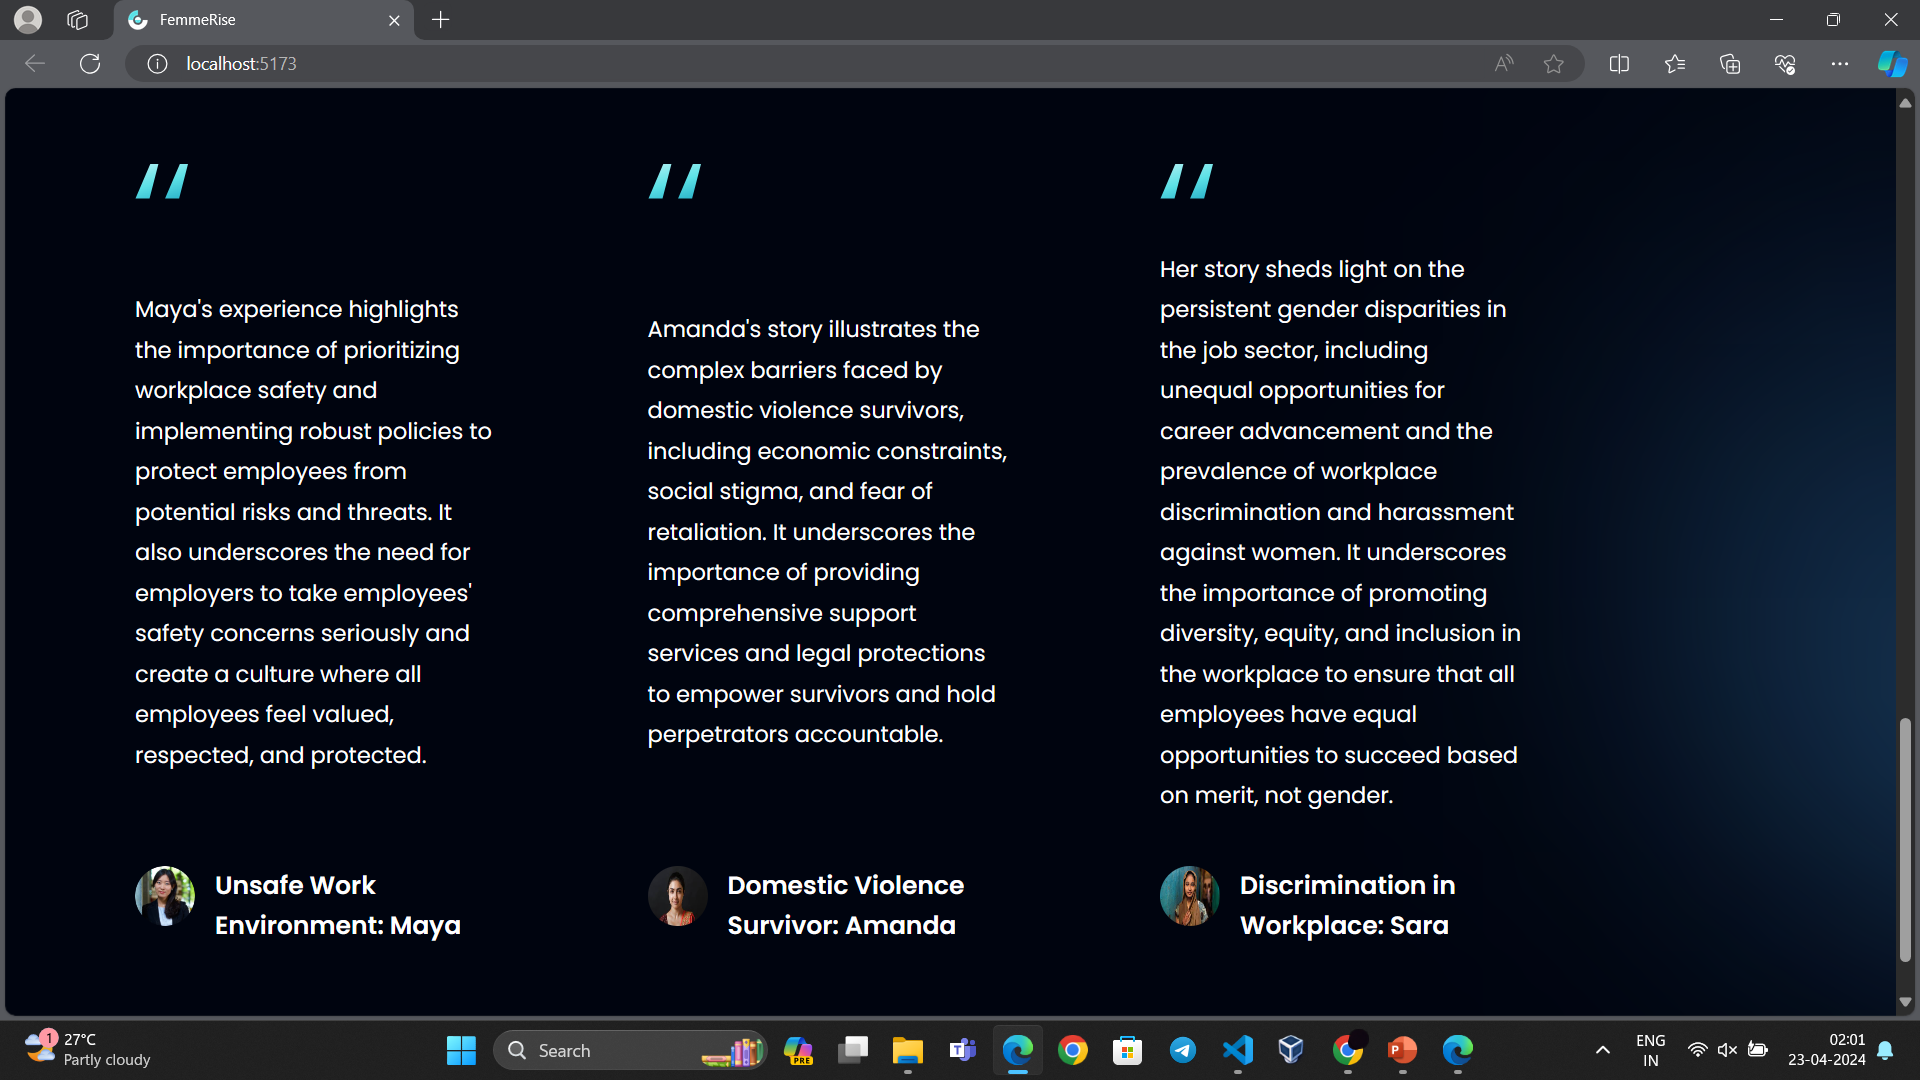 FemmeRise
localhost:5173
“
Maya's experience highlights
the importance of prioritizing
workplace safety and
implementing robust policies to
protect employees from
potential risks and threats. It
also underscores the need for
employers to take employees'
safety concerns seriously and
create a culture where all
employees feel valued,
respected, and protected.
Unsafe Work
Environment: Maya
“
Amanda's story illustrates the
complex barriers faced by
domestic violence survivors,
including economic constraints,
social stigma, and fear of
retaliation. It underscores the
importance of providing
comprehensive support
services and legal protections
to empower survivors and hold
perpetrators accountable.
Domestic Violence
Survivor: Amanda
“
Her story sheds light on the
persistent gender disparities in
the job sector, including
unequal opportunities for
career advancement and the
prevalence of workplace
discrimination and harassment
against women. It underscores
the importance of promoting
diversity, equity, and inclusion in
the workplace to ensure that all
employees have equal
opportunities to succeed based
on merit, not gender.
Discrimination in
Workplace: Sara
1
27°C
Partly cloudy
Search
PRE
ENG
IN
02:01
23-04-2024